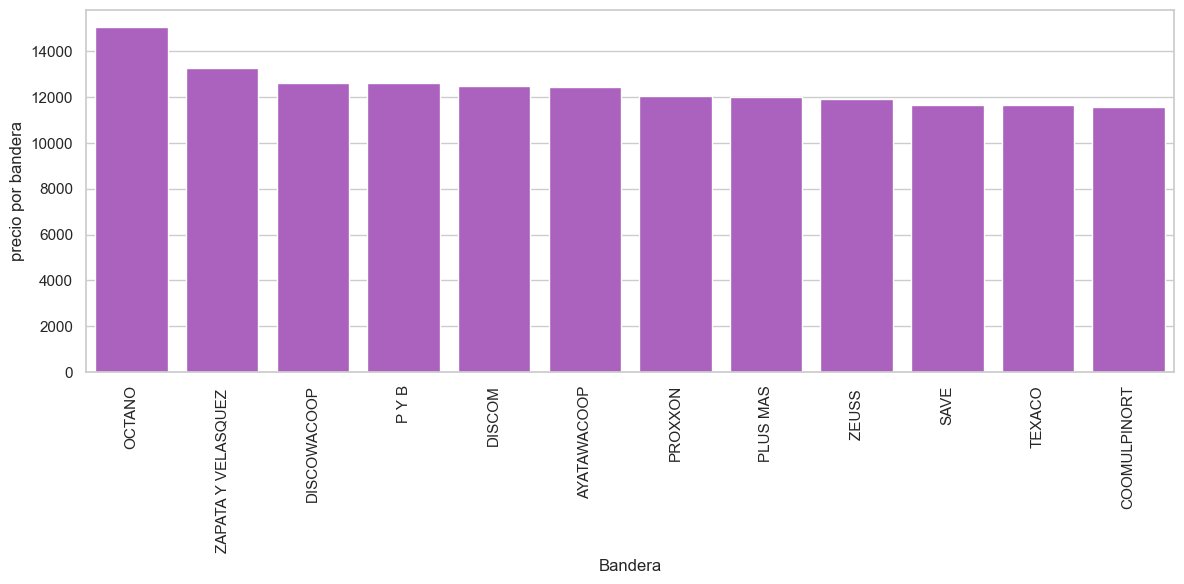 14000
12000
10000
8000
6000
4000
2000
0
precio por bandera
OCTANO
ZAPATA Y VELASQUEZ
DISCOWACOOP
P Y B
DISCOM
AYATAWACOOP
PROXXON
PLUS MAS
ZEUSS
SAVE
TEXACO
COOMULPINORT
Bandera